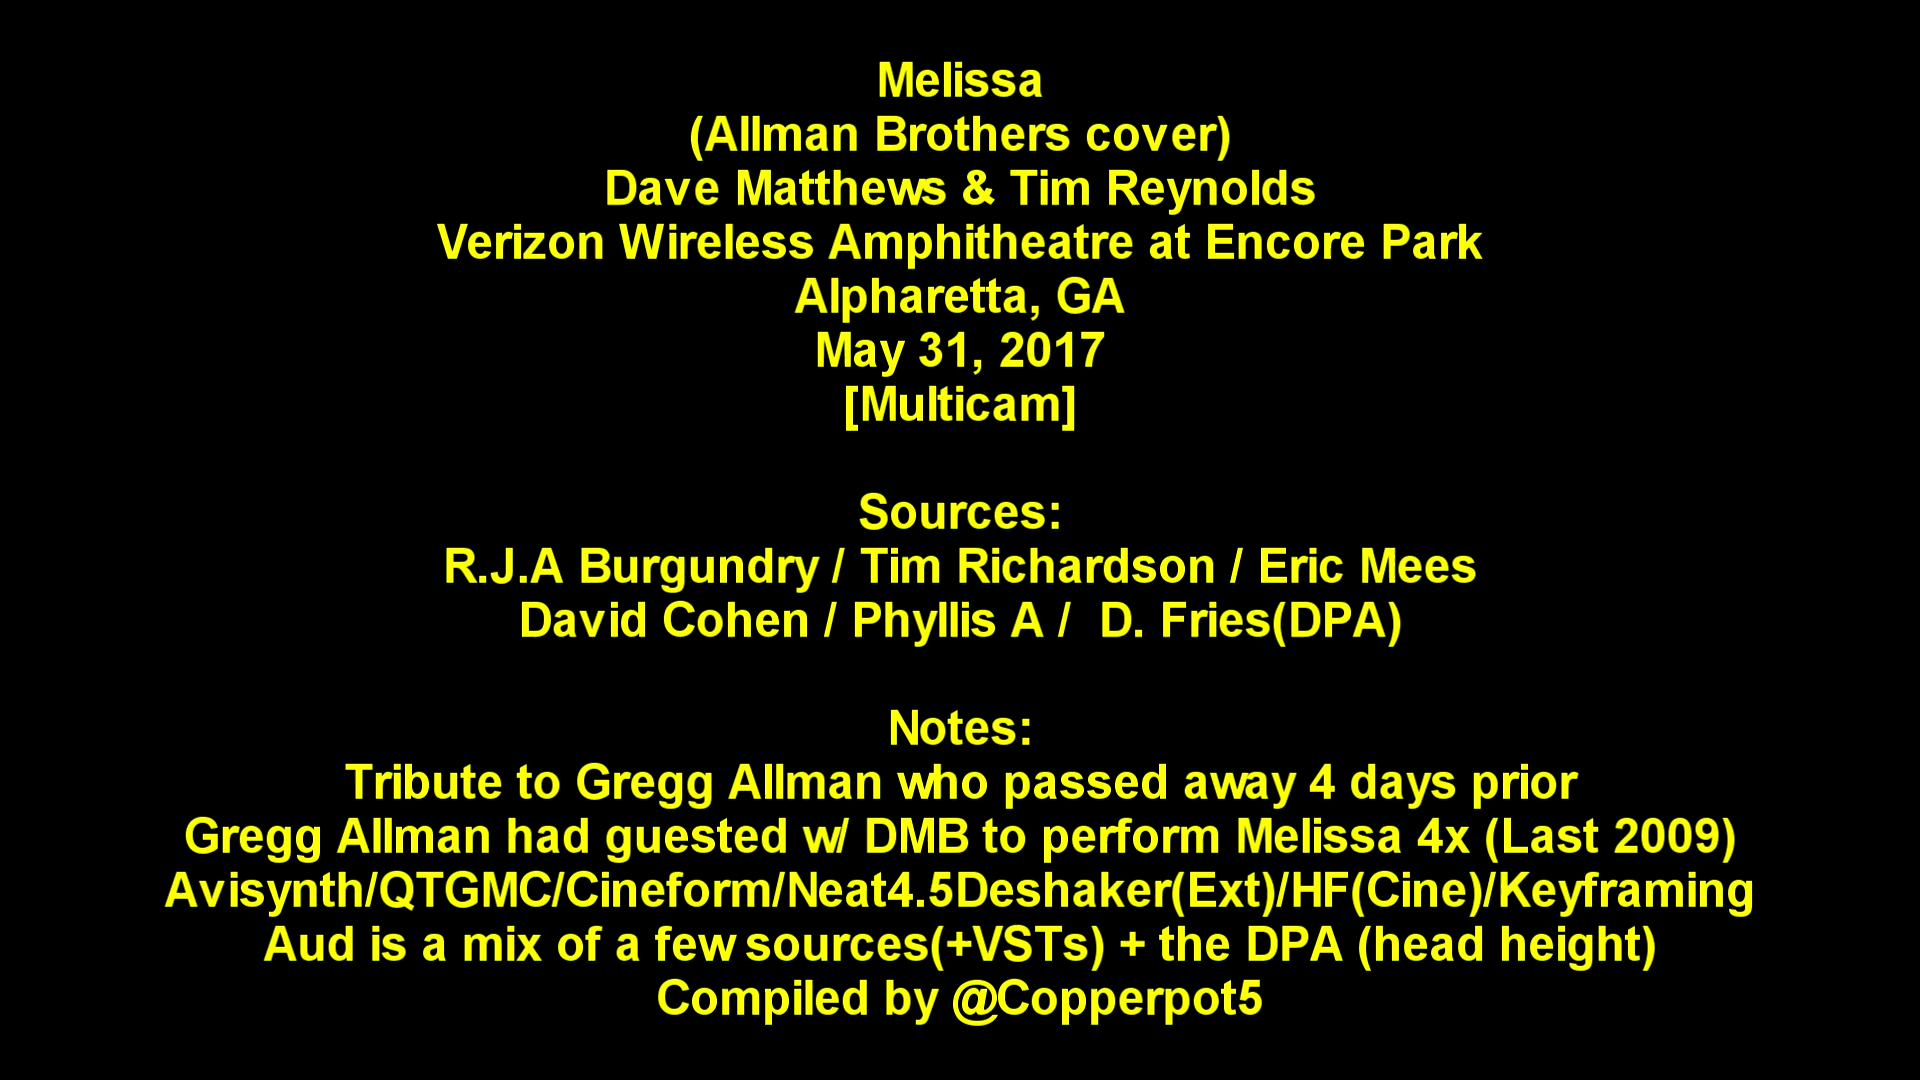 Melissa
(Allman Brothers cover)
Dave Matthews & Tim Reynolds
Verizon Wireless Amphitheatre at Encore Park
Alpharetta, GA
May 31, 2017
[Multicam]
Sources:
R.J.A Burgundry / Tim Richardson / Eric Mees
David Cohen / Phyllis A /  D. Fries(DPA)
Notes:
Tribute to Gregg Allman who passed away 4 days prior
Gregg Allman had guested w/ DMB to perform Melissa 4x (Last 2009)
Avisynth/QTGMC/Cineform/Neat4.5Deshaker(Ext)/HF(Cine)/Keyframing
Aud is a mix of a few sources(+VSTs) + the DPA (head height)
Compiled by @Copperpot5